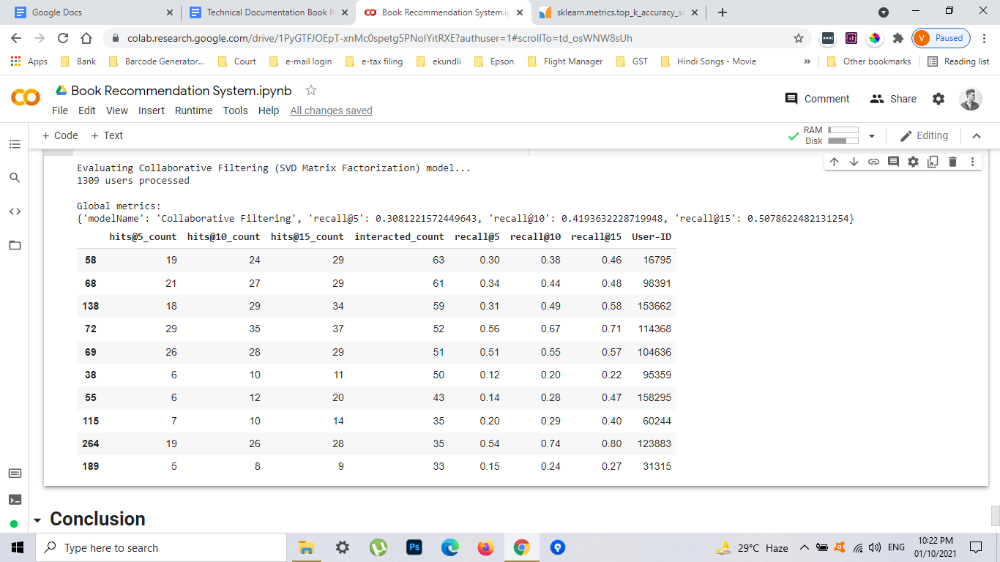 Google Docs
Technical Documentation Book R
Book Recommendation System.ip
sklearn.metrics.top_k_accuracy_sc
colab.research.google.com/drive/1PyGTFJOEpT-xnMc0spetg5PNoIYitRXE?authuser=1#scrollTo=td_osWNW8sUh
V Paused
Apps Bank Barcode Generator... Court e-mail login e-tax filing ekundli Epson Flight Manager GST Hindi Songs - Movie » Other bookmarks Reading list
Book Recommendation System.ipynb
Comment Share
File Edit View Insert Runtime Tools Help All changes saved
+ Code + Text
RAM
Disk
Editing
Evaluating Collaborative Filtering (SVD Matrix Factorization) model...
1309 users processed
Global metrics:
{'modelName': 'Collaborative Filtering', 'recall@5': 0.3081221572449643, 'recall@10': 0.4193632228719948, 'recall@15': 0.5078622482131254}
hits@5_count hits@10_count hits@15_count interacted_count recall@5 recall@10 recall@15 User-ID
58 19 24 29 63 0.30 0.38 0.46 16795
68 21 27 29 61 0.34 0.44 0.48 98391
138 18 29 34 59 0.31 0.49 0.58 153662
72 29 35 37 52 0.56 0.67 0.71 114368
69 26 28 29 51 0.51 0.55 0.57 104636
38 6 10 11 50 0.12 0.20 0.22 95359
55 6 12 20 43 0.14 0.28 0.47 158295
115 7 10 14 35 0.20 0.29 0.40 60244
264 19 26 28 35 0.54 0.74 0.80 123883
189 5 8 9 33 0.15 0.24 0.27 31315
Conclusion
Type here to search
Ps
29°C Haze
ENG
10:22 PM
01/10/2021